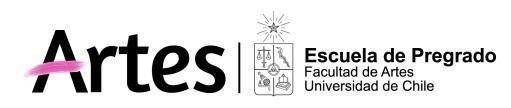 Artes
Escuela de Pregrado
Facultad de Artes
Universidad de Chile